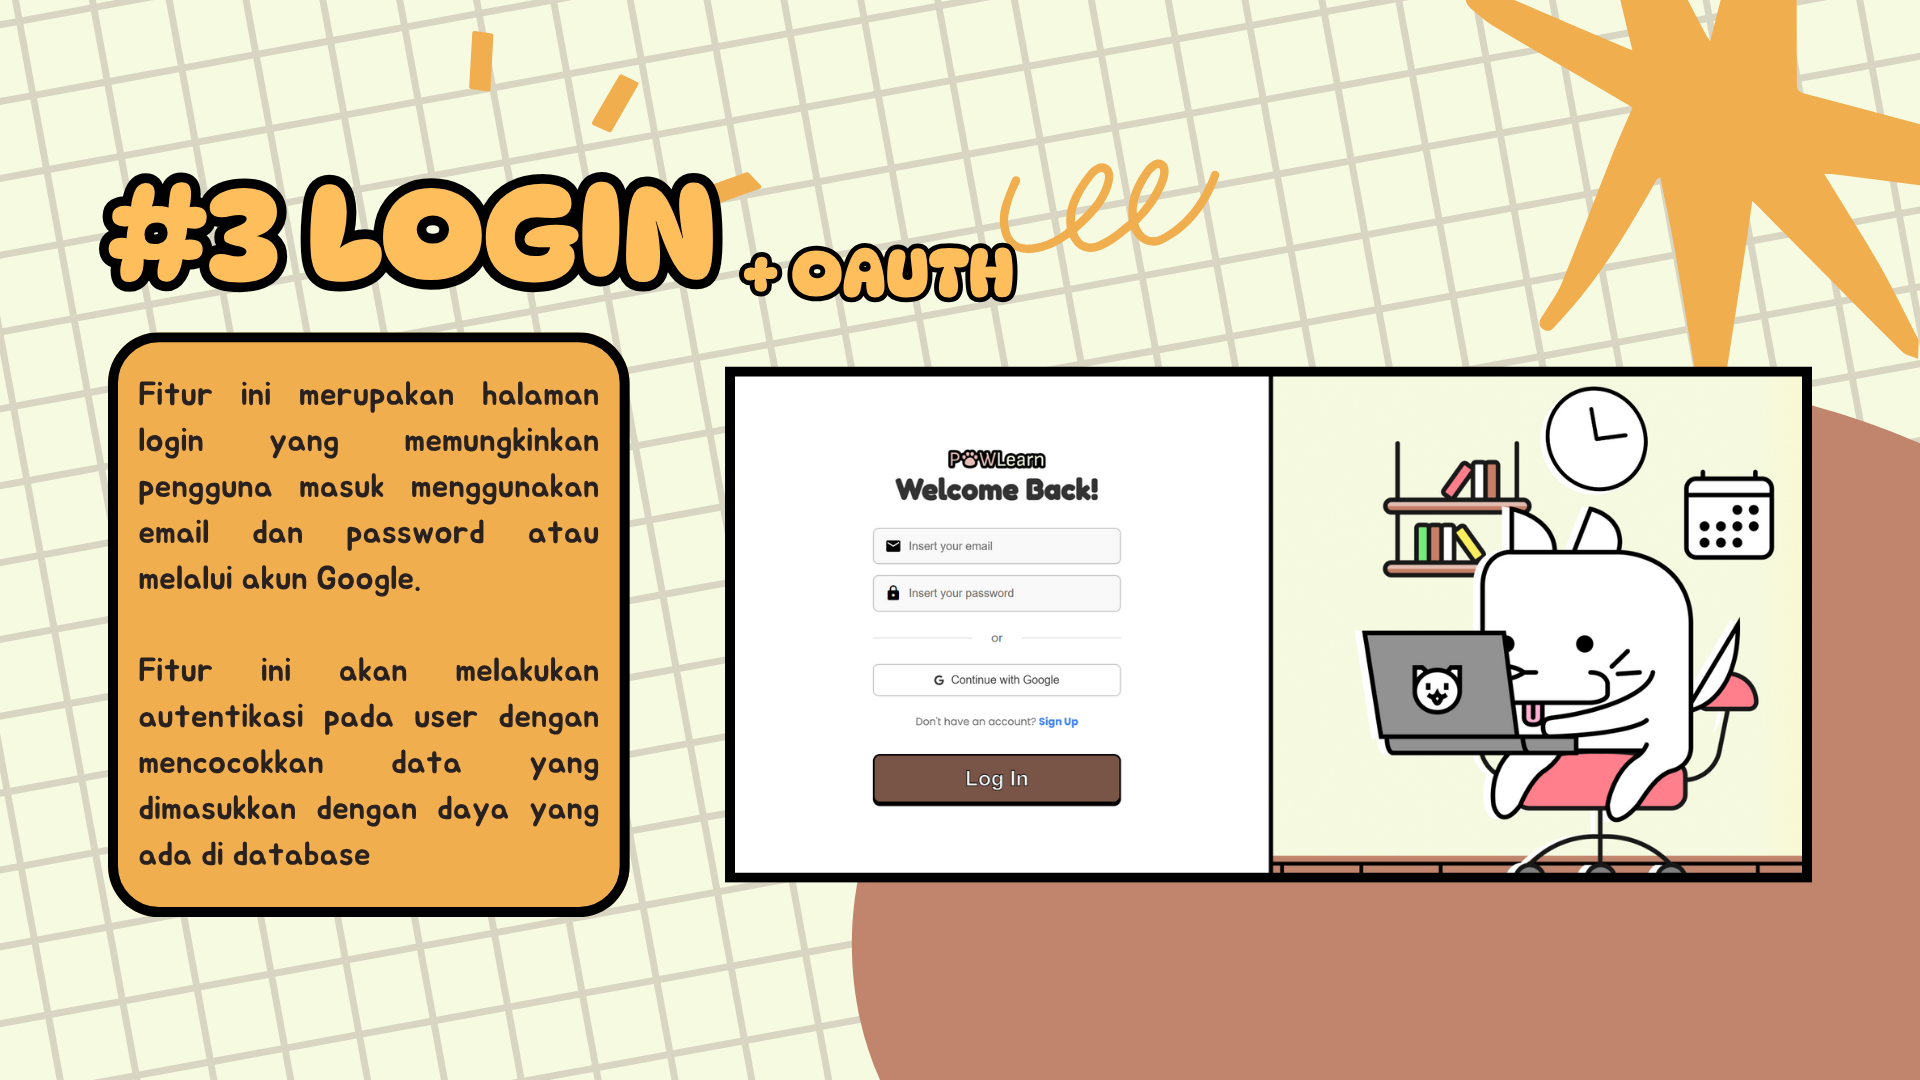 #3 LOGIN + OAUTH
Fitur ini merupakan halaman
login yang memungkinkan
pengguna masuk menggunakan
email dan password atau
melalui akun Google.
Fitur ini akan melakukan
autentikasi pada user dengan
mencocokkan data yang
dimasukkan dengan daya yang
ada di database
PAWLearn
Welcome Back!
Insert your email
Insert your password
or
G Continue with Google
Don't have an account? Sign Up
Log In